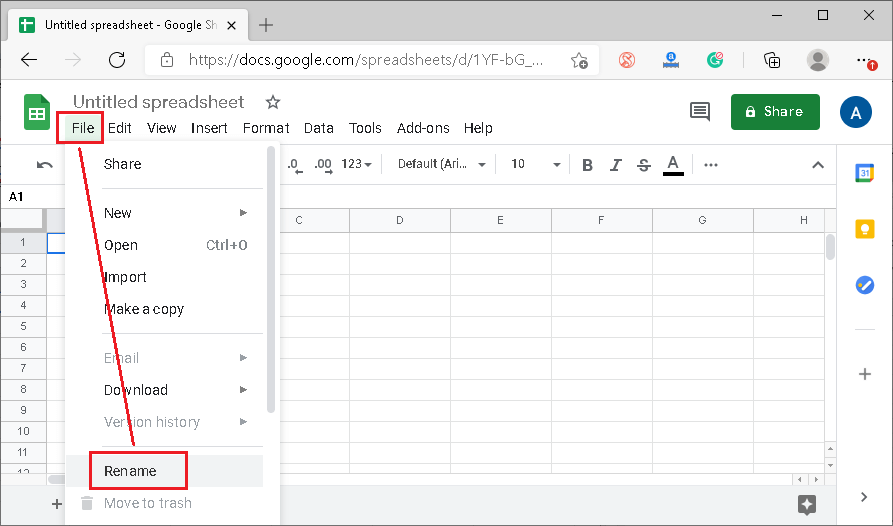 Untitled spreadsheet - Google Sh
https://docs.google.com/spreadsheets/d/1YF-bG_...
Untitled spreadsheet
File Edit View Insert Format Data Tools Add-ons Help
Share
A
Share
.0 .00 123 Default (Ari... 10 B I S A
31
A1
New
C D E F G H
1
Open Ctrl+O
2
Import
3
Make a copy
4
5
6
Email
7
Download
8
Version history
9
10
11
Rename
12
Move to trash